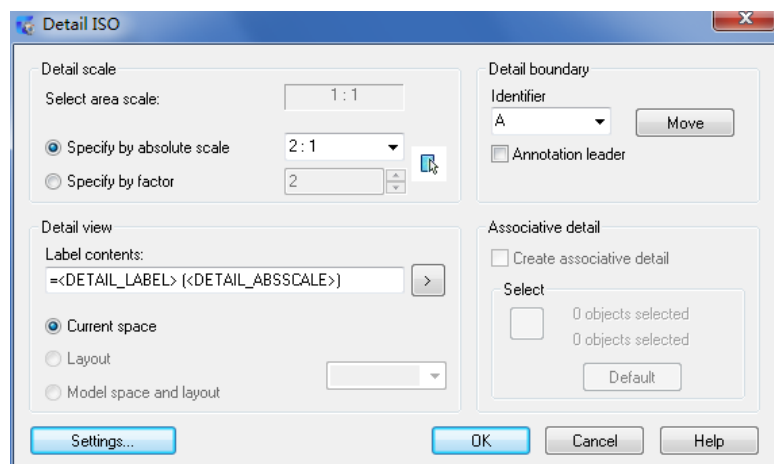 Detail ISO
Detail scale
Select area scale:
1 : 1
Specify by absolute scale
2 : 1
Specify by factor
2
Detail boundary
Identifier
A
Move
Annotation leader
Detail view
Label contents:
=<DETAIL_LABEL> (<DETAIL_ABSSCALE>)
>
Current space
Layout
Model space and layout
Associative detail
Create associative detail
Select
0 objects selected
0 objects selected
Default
Settings...
OK
Cancel
Help